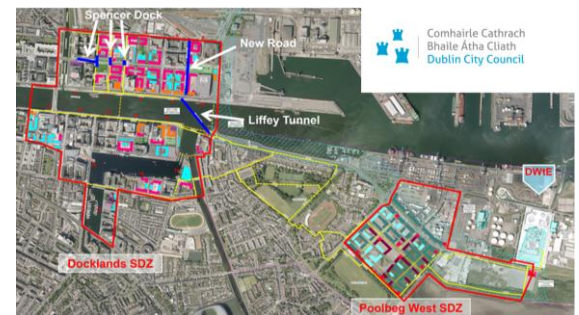 Spencer Dock
New Road
Liffey Tunnel
Comhairle Cathrach
Bhaile Átha Cliath
Dublin City Council
DWtE
Docklands SDZ
Poolbeg West SDZ